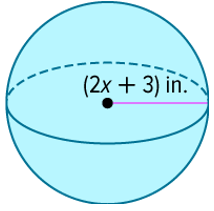 (2x + 3) in.